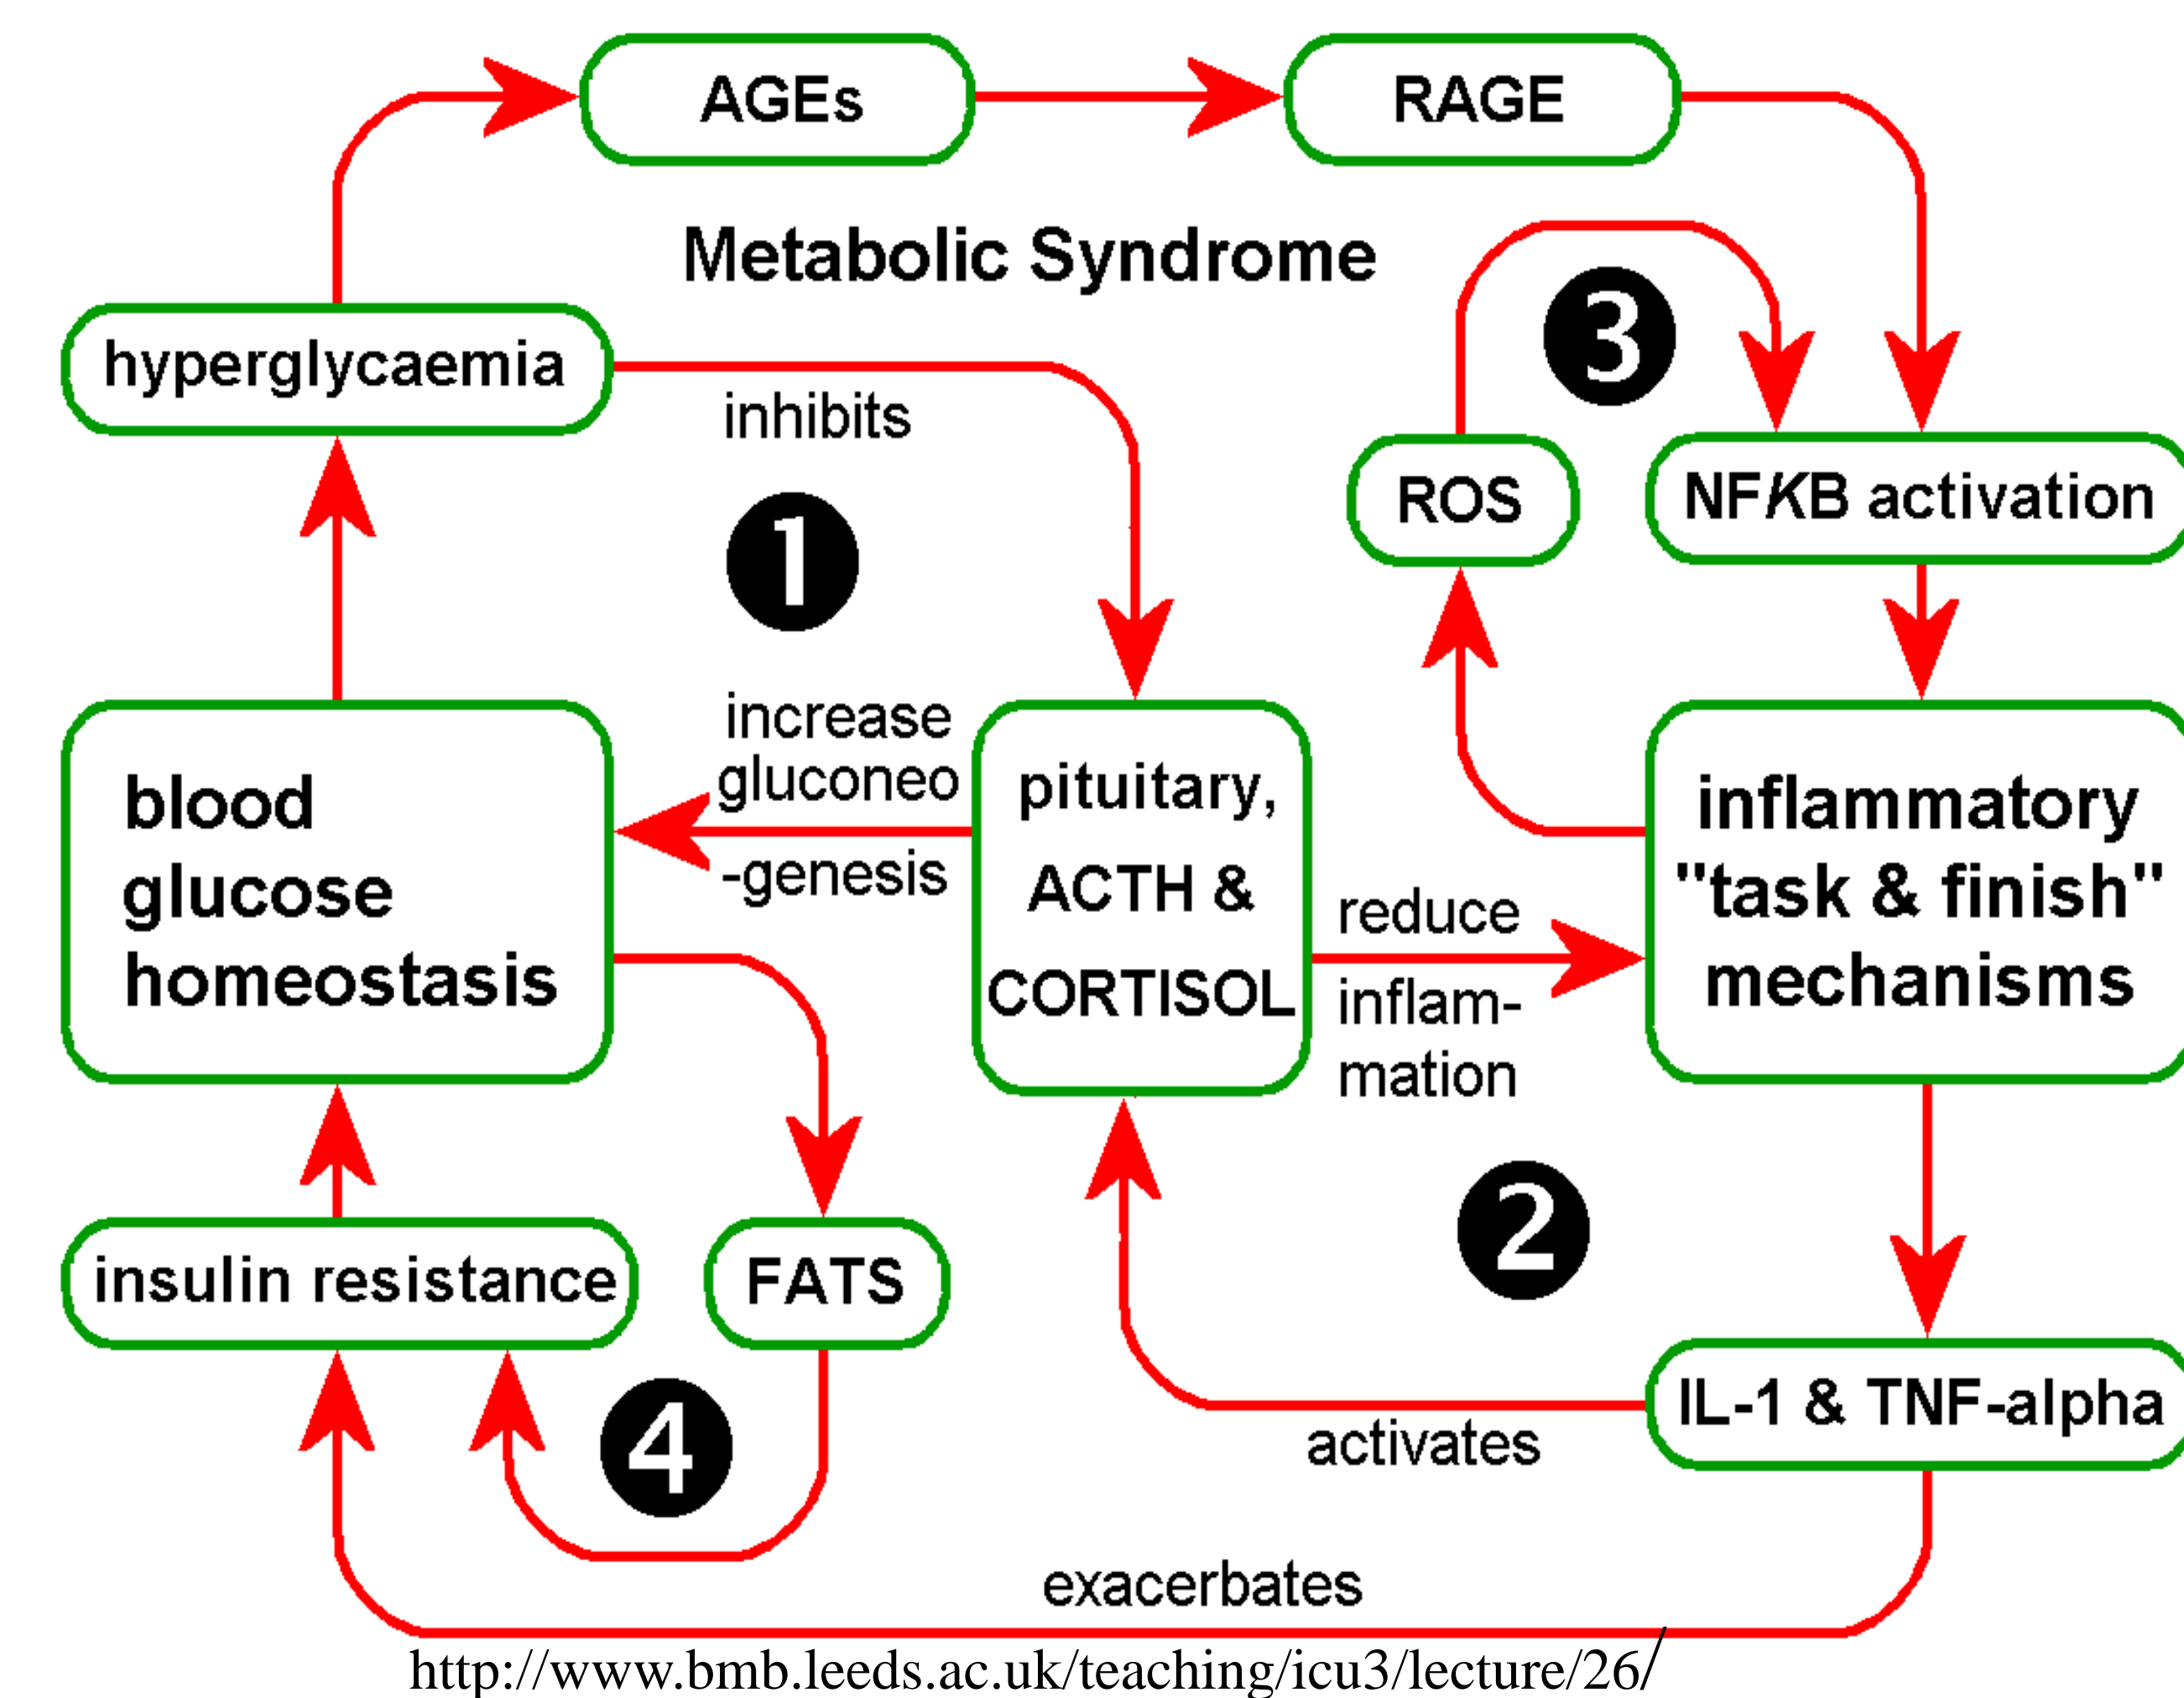 AGEs
RAGE
Metabolic Syndrome
hyperglycaemia
inhibits
3
ROS
NFKB activation
1
increase
gluconeo
-genesis
blood
glucose
homeostasis
pituitary,
ACTH &
CORTISOL
reduce
inflam-
mation
inflammatory
"task & finish"
mechanisms
2
insulin resistance
FATS
4
IL-1 & TNF-alpha
activates
exacerbates
http://www.bmb.leeds.ac.uk/teaching/icu3/lecture/26/